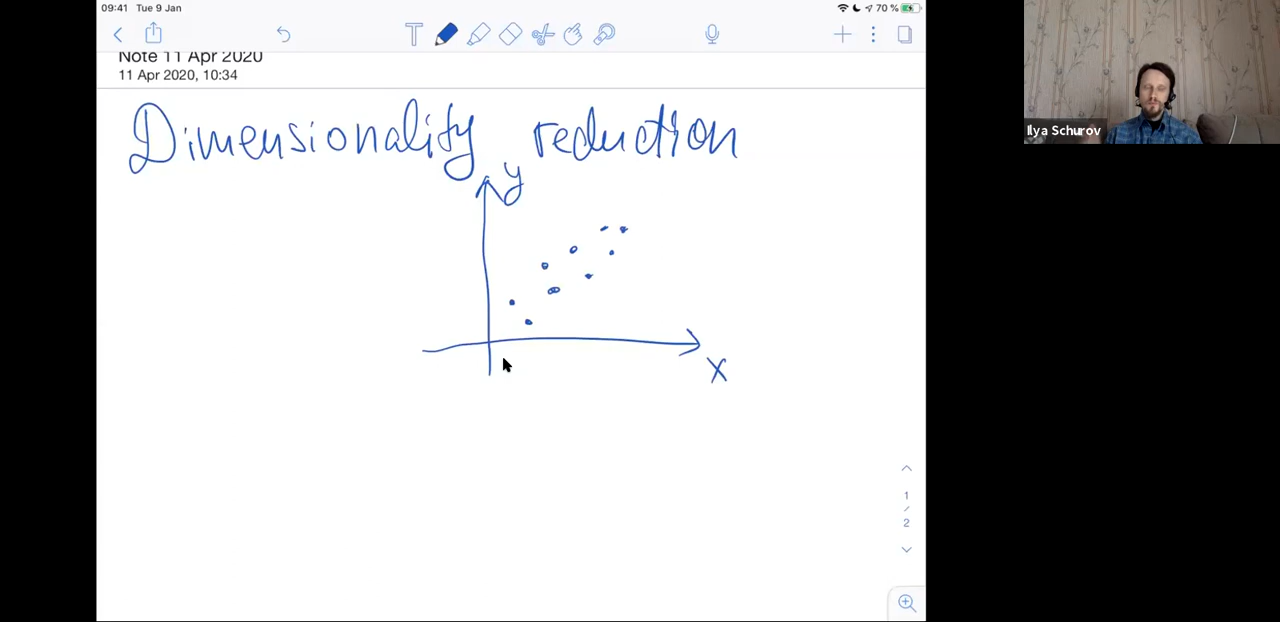 09:41 Tue 9 Jan
70 %
T
Note 11 Apr 2020
11 Apr 2020, 10:34
Dimensionality reduction
y
x
1
/
2
Ilya Schurov